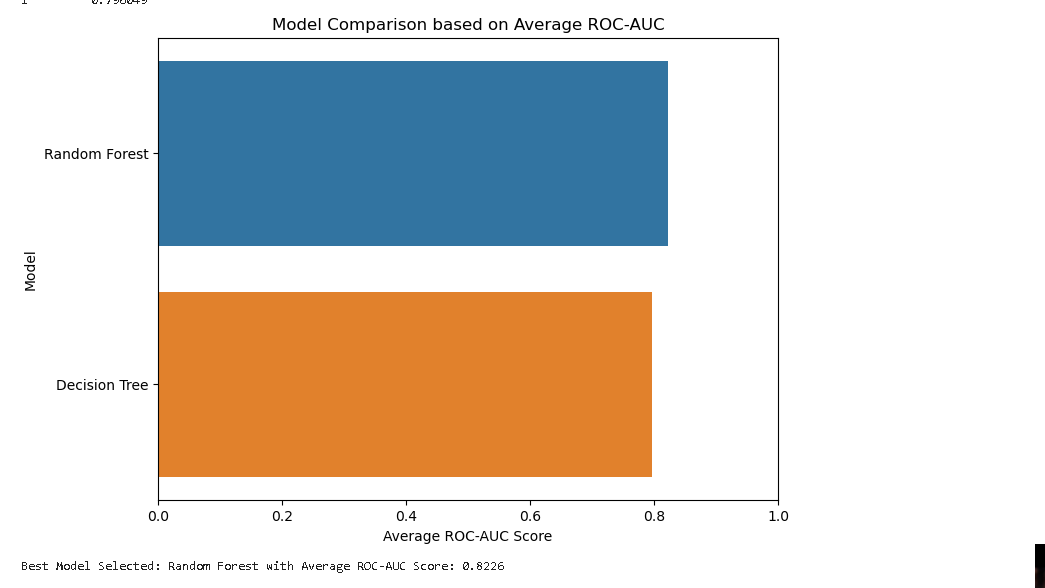 Model Comparison based on Average ROC-AUC
Random Forest
Model
Decision Tree
0.0 0.2 0.4 0.6 0.8 1.0
Average ROC-AUC Score
Best Model Selected: Random Forest with Average ROC-AUC Score: 0.8226